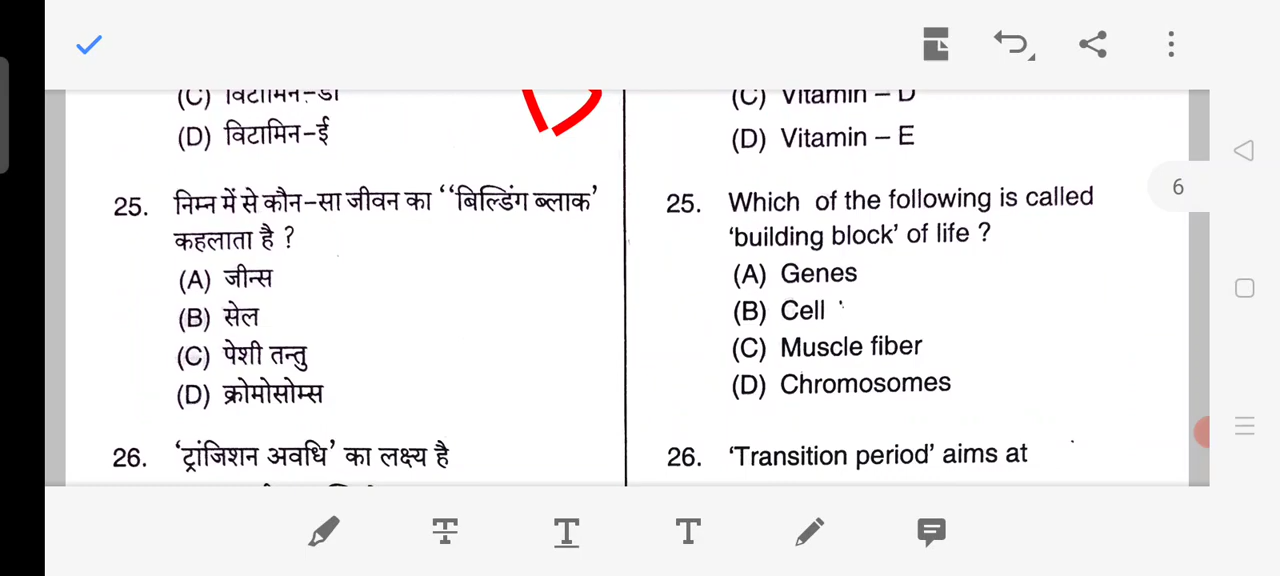 (C) विटामिन-डी
(D) विटामिन-ई
25. निम्न में से कौन-सा जीवन का ‘‘बिल्डिंग ब्लाक’
कहलाता है ?
(A) जीन्स
(B) सेल
(C) पेशी तन्तु
(D) क्रोमोसोम्स
26. ‘ट्रांजिशन अवधि’ का लक्ष्य है
(C) Vitamin – D
(D) Vitamin – E
25. Which of the following is called
‘building block’ of life ?
(A) Genes
(B) Cell
(C) Muscle fiber
(D) Chromosomes
26. ‘Transition period’ aims at
6
T
T
T